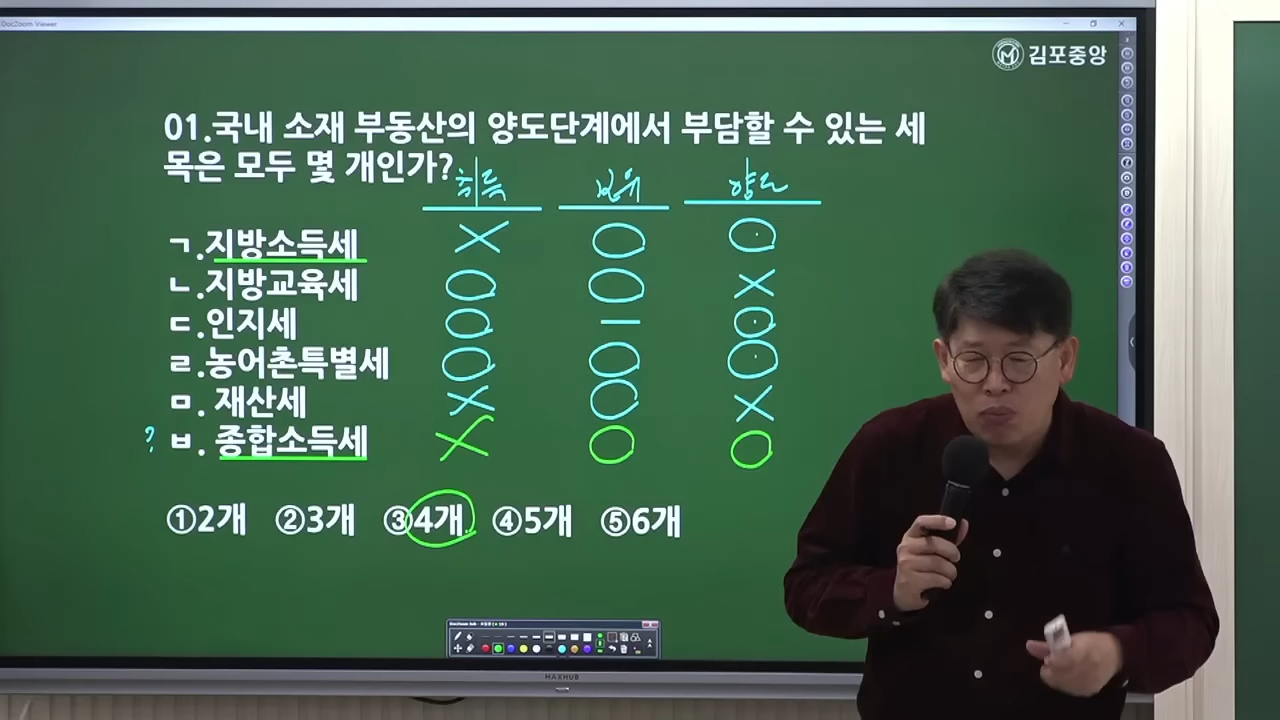 DocZoom Viewer
김포중앙
01.국내 소재 부동산의 양도단계에서 부담할 수 있는 세
목은 모두 몇 개인가?
취득 보유 양도
ㄱ.지방소득세 X O O
ㄴ.지방교육세 O O X
ㄷ.인지세 O — O
ㄹ.농어촌특별세 O O O
ㅁ. 재산세 X O X
? ㅂ. 종합소득세 X O O
①2개 ②3개 ③4개 ④5개 ⑤6개
MAXHUB